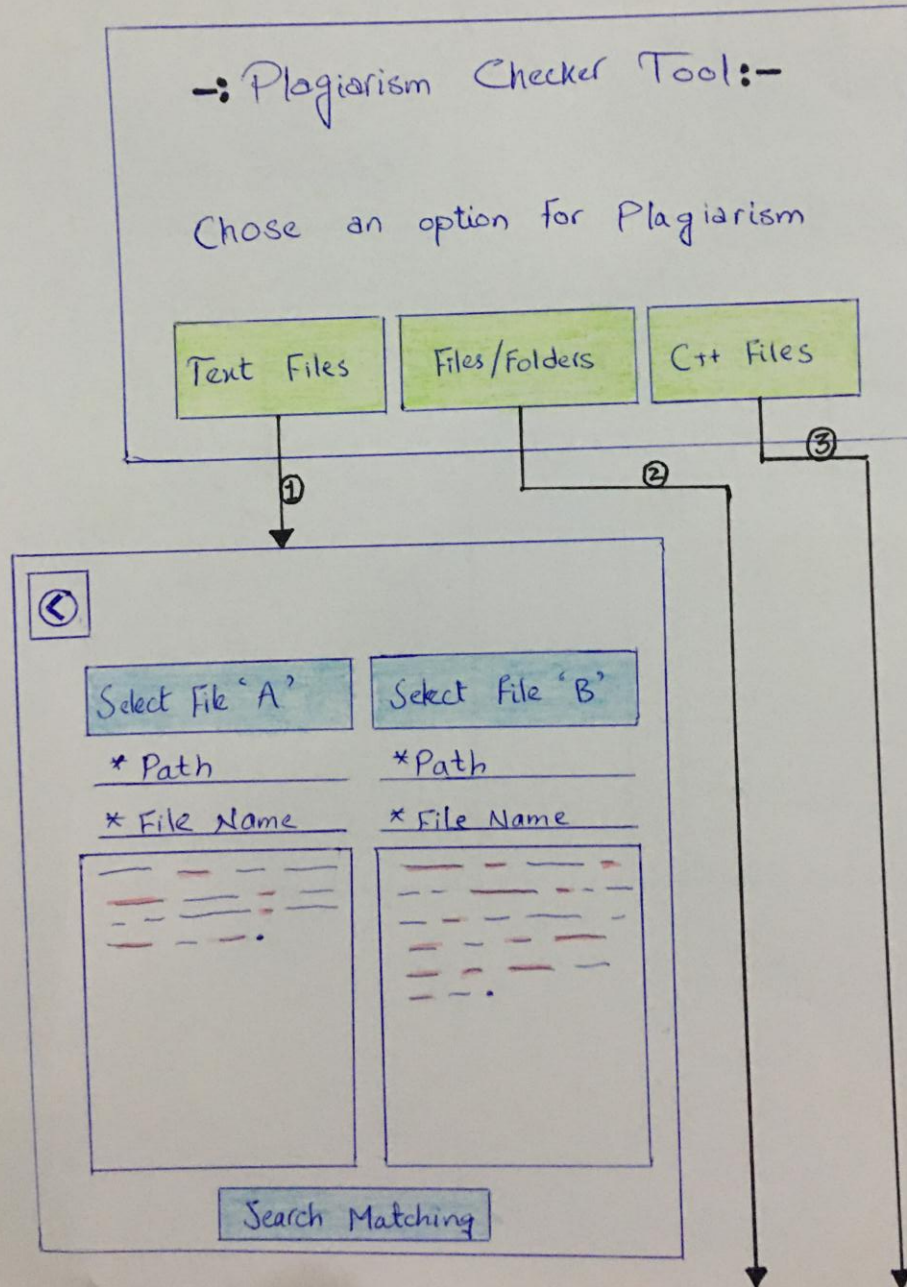 -: Plagiarism Checker Tool :-
Chose an option for Plagiarism
Text Files
Files/Folders
C++ Files
①
②
③
Select File 'A'
Select File 'B'
* Path
* Path
* File Name
* File Name
Search Matching